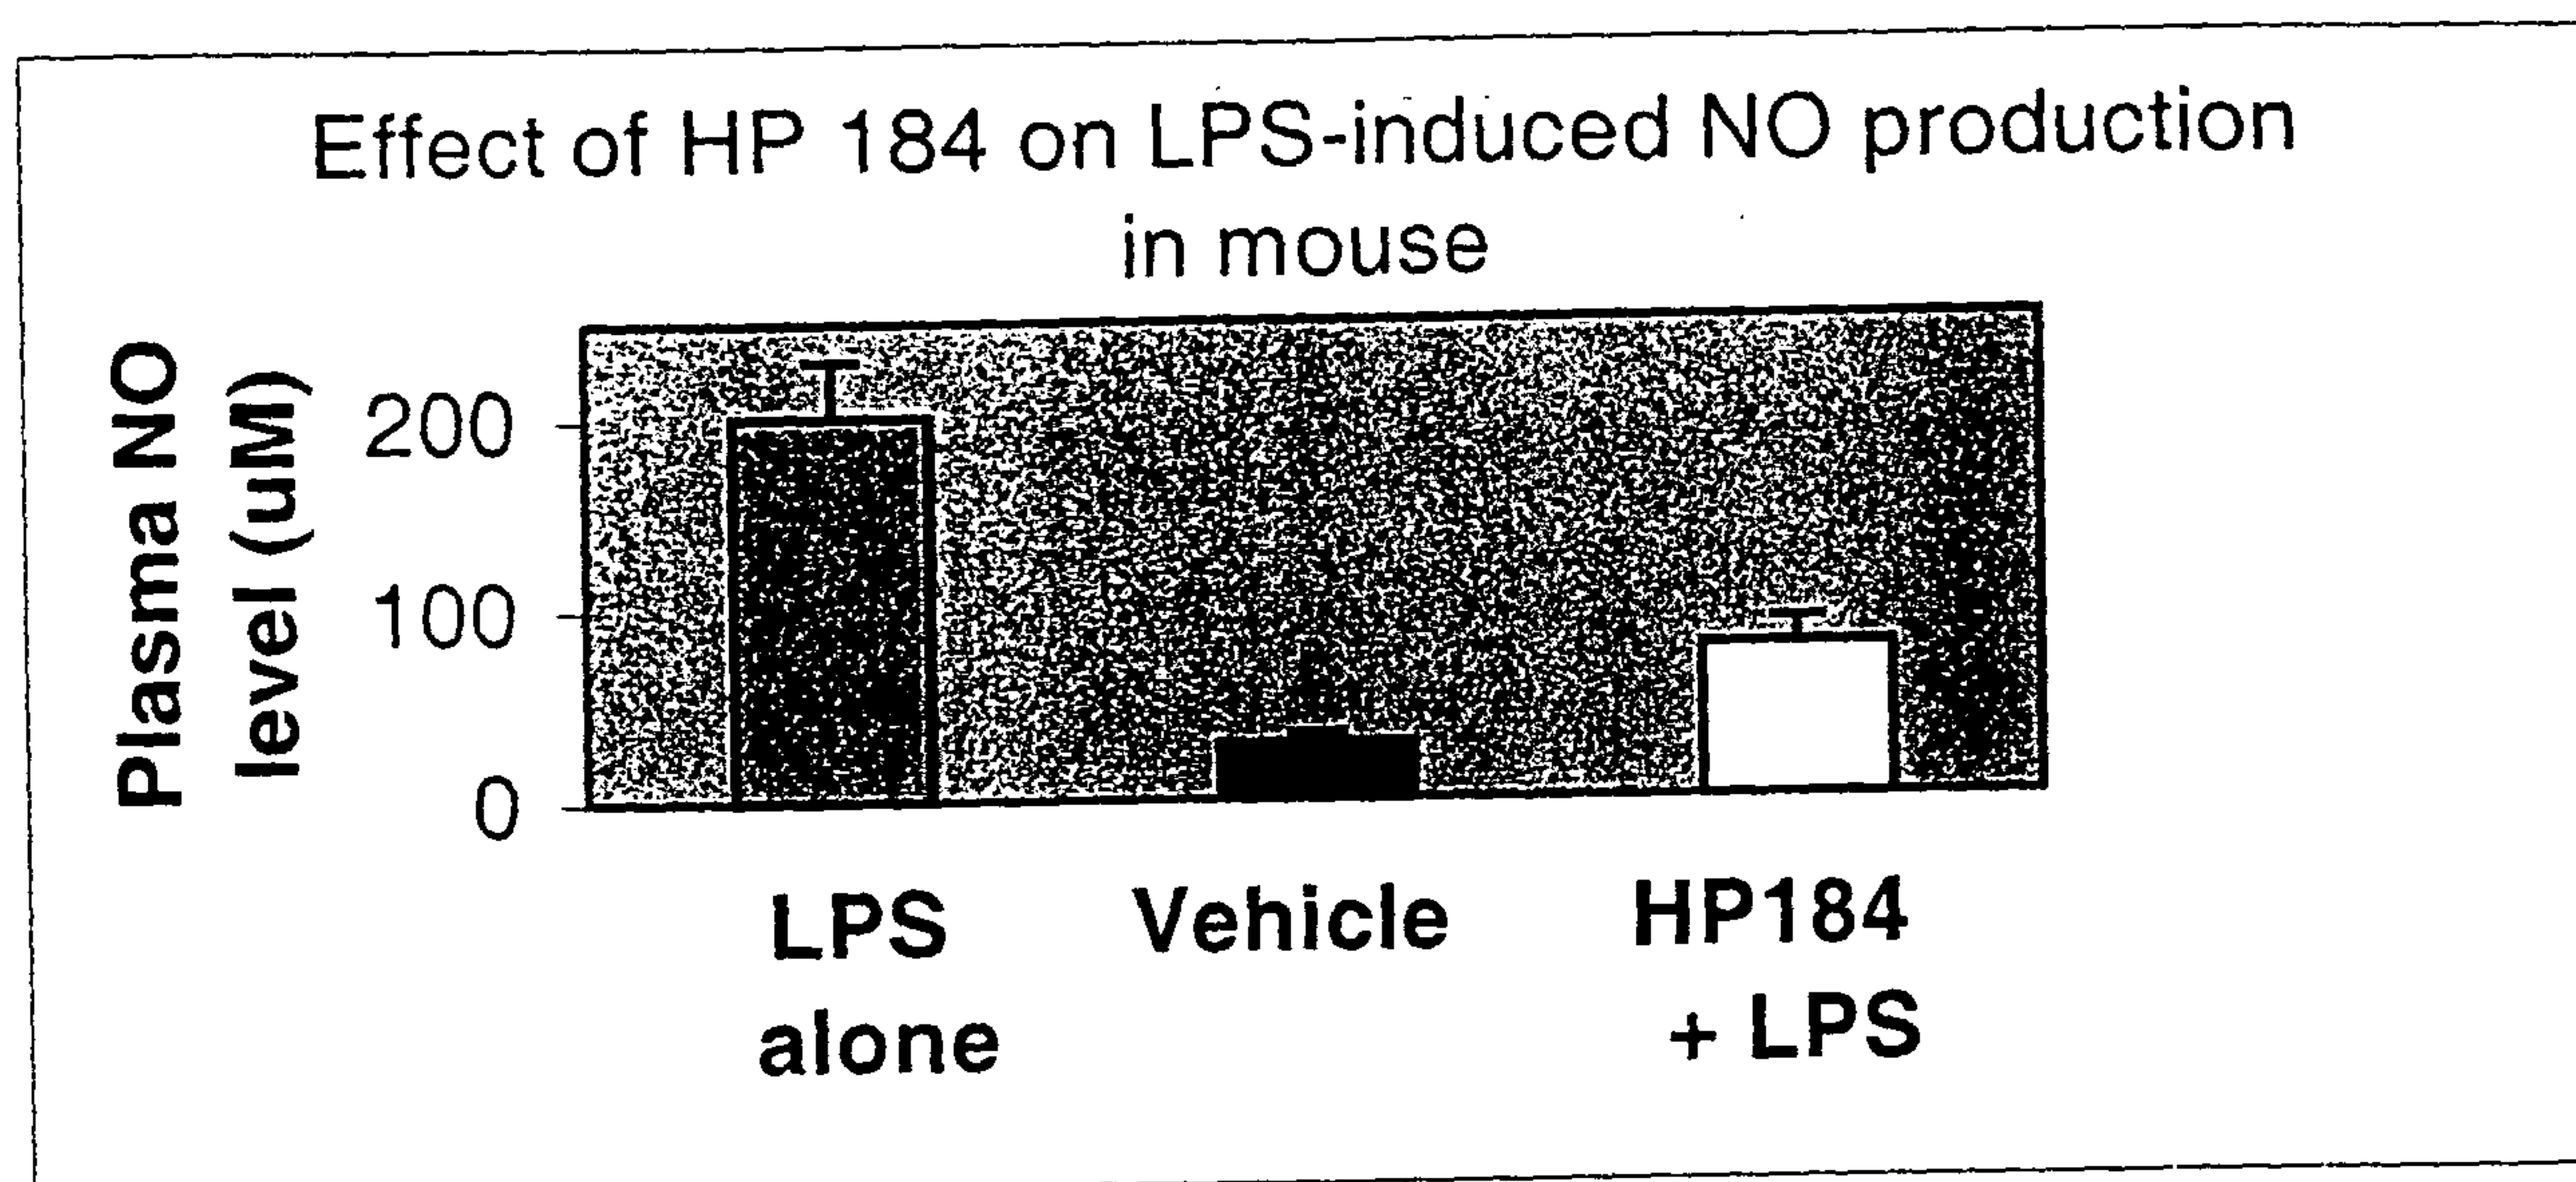 Effect of HP 184 on LPS-induced NO production
in mouse
Plasma NO
level (uM)
200
100
0
LPS
alone
Vehicle
HP184
+ LPS